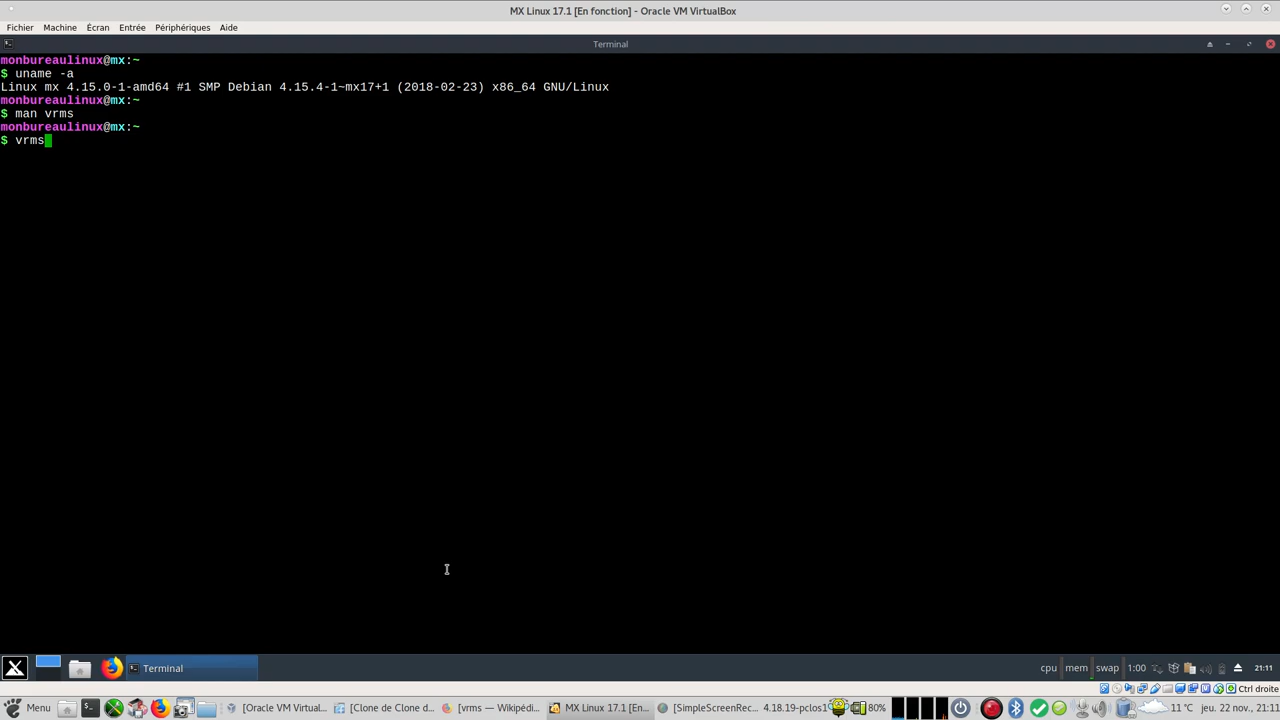 MX Linux 17.1 [En fonction] - Oracle VM VirtualBox
Fichier Machine Écran Entrée Périphériques Aide
Terminal
monbureaulinux@mx:~
$ uname -a
Linux mx 4.15.0-1-amd64 #1 SMP Debian 4.15.4-1~mx17+1 (2018-02-23) x86_64 GNU/Linux
monbureaulinux@mx:~
$ man vrms
monbureaulinux@mx:~
$ vrms
Terminal
cpu mem swap 1:00 21:11
Ctrl droite
Menu [Oracle VM Virtual... [Clone de Clone de... [vrms — Wikipédi... MX Linux 17.1 [En... [SimpleScreenRec... 4.18.19-pclos 80% 11 °C jeu. 22 nov., 21:11